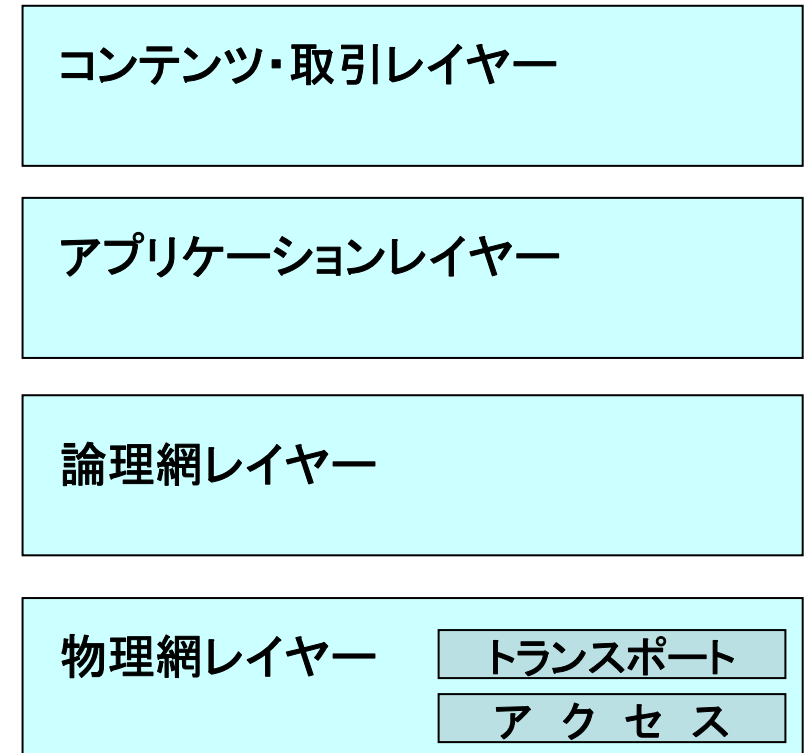 コンテンツ・取引レイヤー
アプリケーションレイヤー
論理網レイヤー
物理網レイヤー
トランスポート
ア ク セ ス